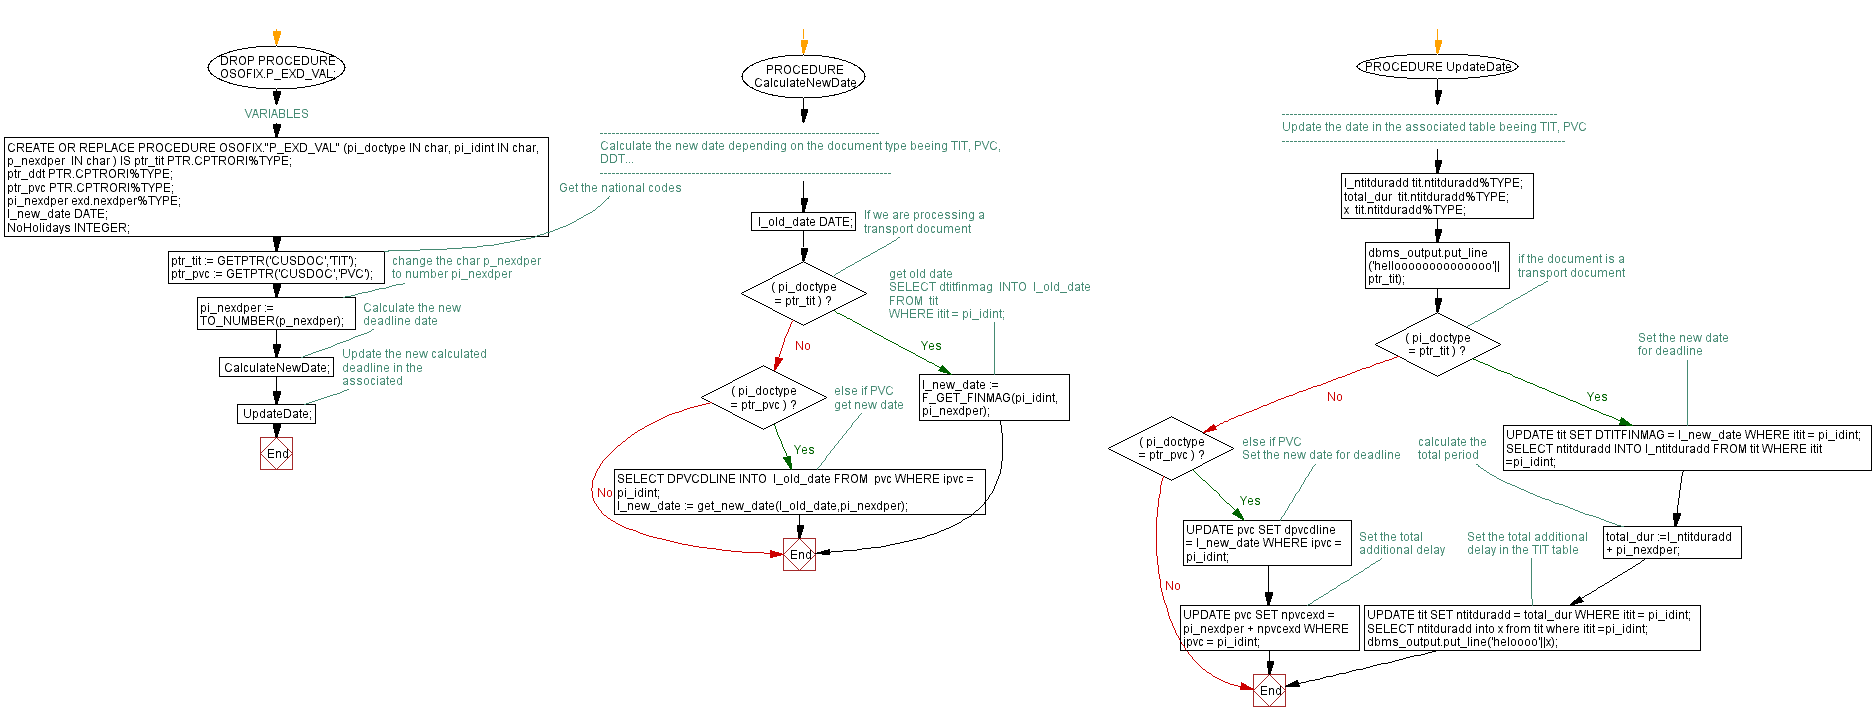 DROP PROCEDURE
OSOFIX.P_EXD_VAL;
VARIABLES
CREATE OR REPLACE PROCEDURE OSOFIX."P_EXD_VAL" (pi_doctype IN char, pi_idint IN char,
p_nexdper  IN char ) IS ptr_tit PTR.CPTRORI%TYPE;
ptr_ddt PTR.CPTRORI%TYPE;
ptr_pvc PTR.CPTRORI%TYPE;
pi_nexdper exd.nexdper%TYPE;
l_new_date DATE;
NoHolidays INTEGER;
Get the national codes
ptr_tit := GETPTR('CUSDOC','TIT');
ptr_pvc := GETPTR('CUSDOC','PVC');
change the char p_nexdper
to number pi_nexdper
pi_nexdper :=
TO_NUMBER(p_nexdper);
Calculate the new
deadline date
CalculateNewDate;
Update the new calculated
deadline in the
associated
UpdateDate;
End
PROCEDURE
CalculateNewDate
Calculate the new date depending on the document type beeing TIT, PVC,
DDT...
l_old_date DATE;
If we are processing a
transport document
( pi_doctype
= ptr_tit ) ?
get old date
SELECT dtitfinmag  INTO  l_old_date
FROM  tit
WHERE itit = pi_idint;
No
Yes
( pi_doctype
= ptr_pvc ) ?
else if PVC
get new date
l_new_date :=
F_GET_FINMAG(pi_idint,
pi_nexdper);
Yes
No
SELECT DPVCDLINE INTO  l_old_date FROM  pvc WHERE ipvc =
pi_idint;
l_new_date := get_new_date(l_old_date,pi_nexdper);
End
PROCEDURE UpdateDate
Update the date in the associated table beeing TIT, PVC
l_ntitduradd tit.ntitduradd%TYPE;
total_dur  tit.ntitduradd%TYPE;
x  tit.ntitduradd%TYPE;
dbms_output.put_line
('helloooooooooooooo'||
ptr_tit);
if the document is a
transport document
( pi_doctype
= ptr_tit ) ?
Set the new date
for deadline
No
Yes
( pi_doctype
= ptr_pvc ) ?
else if PVC
Set the new date for deadline
calculate the
total period
UPDATE tit SET DTITFINMAG = l_new_date WHERE itit = pi_idint;
SELECT ntitduradd INTO l_ntitduradd FROM tit WHERE itit
=pi_idint;
Yes
UPDATE pvc SET dpvcdline
= l_new_date WHERE ipvc =
pi_idint;
Set the total
additional delay
Set the total additional
delay in the TIT table
total_dur :=l_ntitduradd
+ pi_nexdper;
No
UPDATE pvc SET npvcexd =
pi_nexdper + npvcexd WHERE
ipvc = pi_idint;
UPDATE tit SET ntitduradd = total_dur WHERE itit = pi_idint;
SELECT ntitduradd into x from tit where itit =pi_idint;
dbms_output.put_line('heloooo'||x);
End